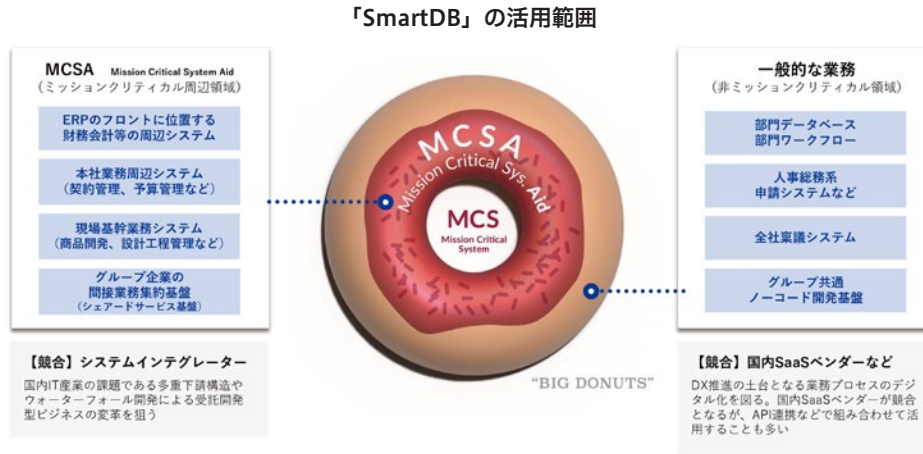 「SmartDB」の活用範囲
MCSA Mission Critical System Aid
（ミッションクリティカル周辺領域）
ERPのフロントに位置する
財務会計等の周辺システム
本社業務周辺システム
（契約管理、予算管理など）
現場基幹業務システム
（商品開発、設計工程管理など）
グループ企業の
間接業務集約基盤
（シェアードサービス基盤）
【競合】システムインテグレーター
国内IT産業の課題である多重下請構造や
ウォーターフォール開発による受託開発
型ビジネスの変革を狙う
MCSA
Mission Critical Sys. Aid
MCS
Mission Critical
System
“BIG DONUTS”
一般的な業務
（非ミッションクリティカル領域）
部門データベース
部門ワークフロー
人事総務系
申請システムなど
全社稟議システム
グループ共通
ノーコード開発基盤
【競合】国内SaaSベンダーなど
DX推進の土台となる業務プロセスのデジ
タル化を図る。国内SaaSベンダーが競合
となるが、API連携などで組み合わせて活
用することも多い